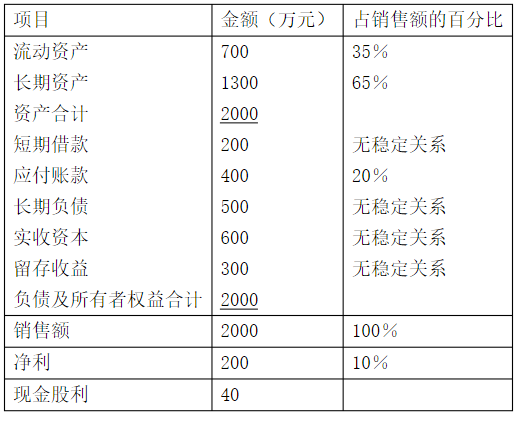 项目 金额（万元） 占销售额的百分比
流动资产 700 35％
长期资产 1300 65％
资产合计 2000
短期借款 200 无稳定关系
应付账款 400 20％
长期负债 500 无稳定关系
实收资本 600 无稳定关系
留存收益 300 无稳定关系
负债及所有者权益合计 2000
销售额 2000 100％
净利 200 10％
现金股利 40